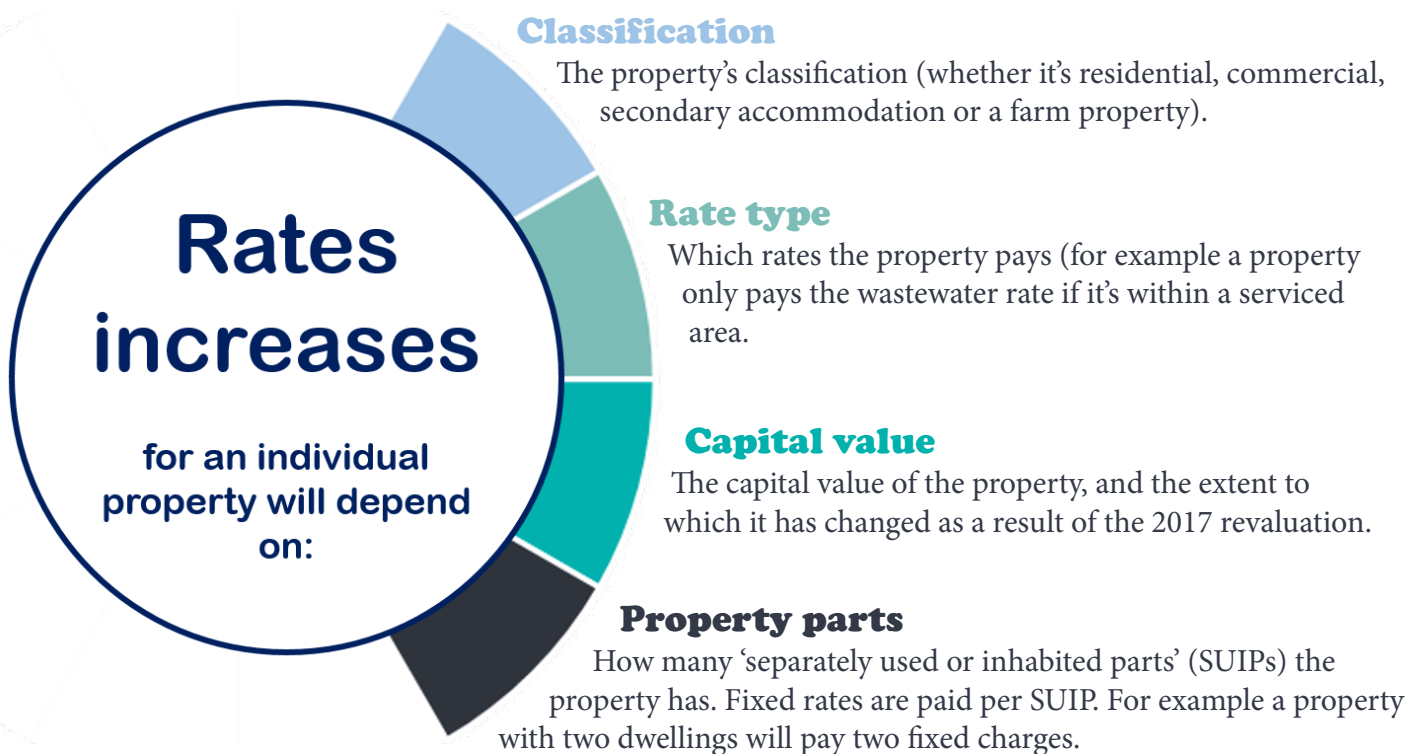 Rates
increases
for an individual
property will depend
on:
Classification
The property’s classification (whether it’s residential, commercial,
secondary accommodation or a farm property).
Rate type
Which rates the property pays (for example a property
only pays the wastewater rate if it’s within a serviced
area.
Capital value
The capital value of the property, and the extent to
which it has changed as a result of the 2017 revaluation.
Property parts
How many ‘separately used or inhabited parts’ (SUIPs) the
property has. Fixed rates are paid per SUIP. For example a property
with two dwellings will pay two fixed charges.